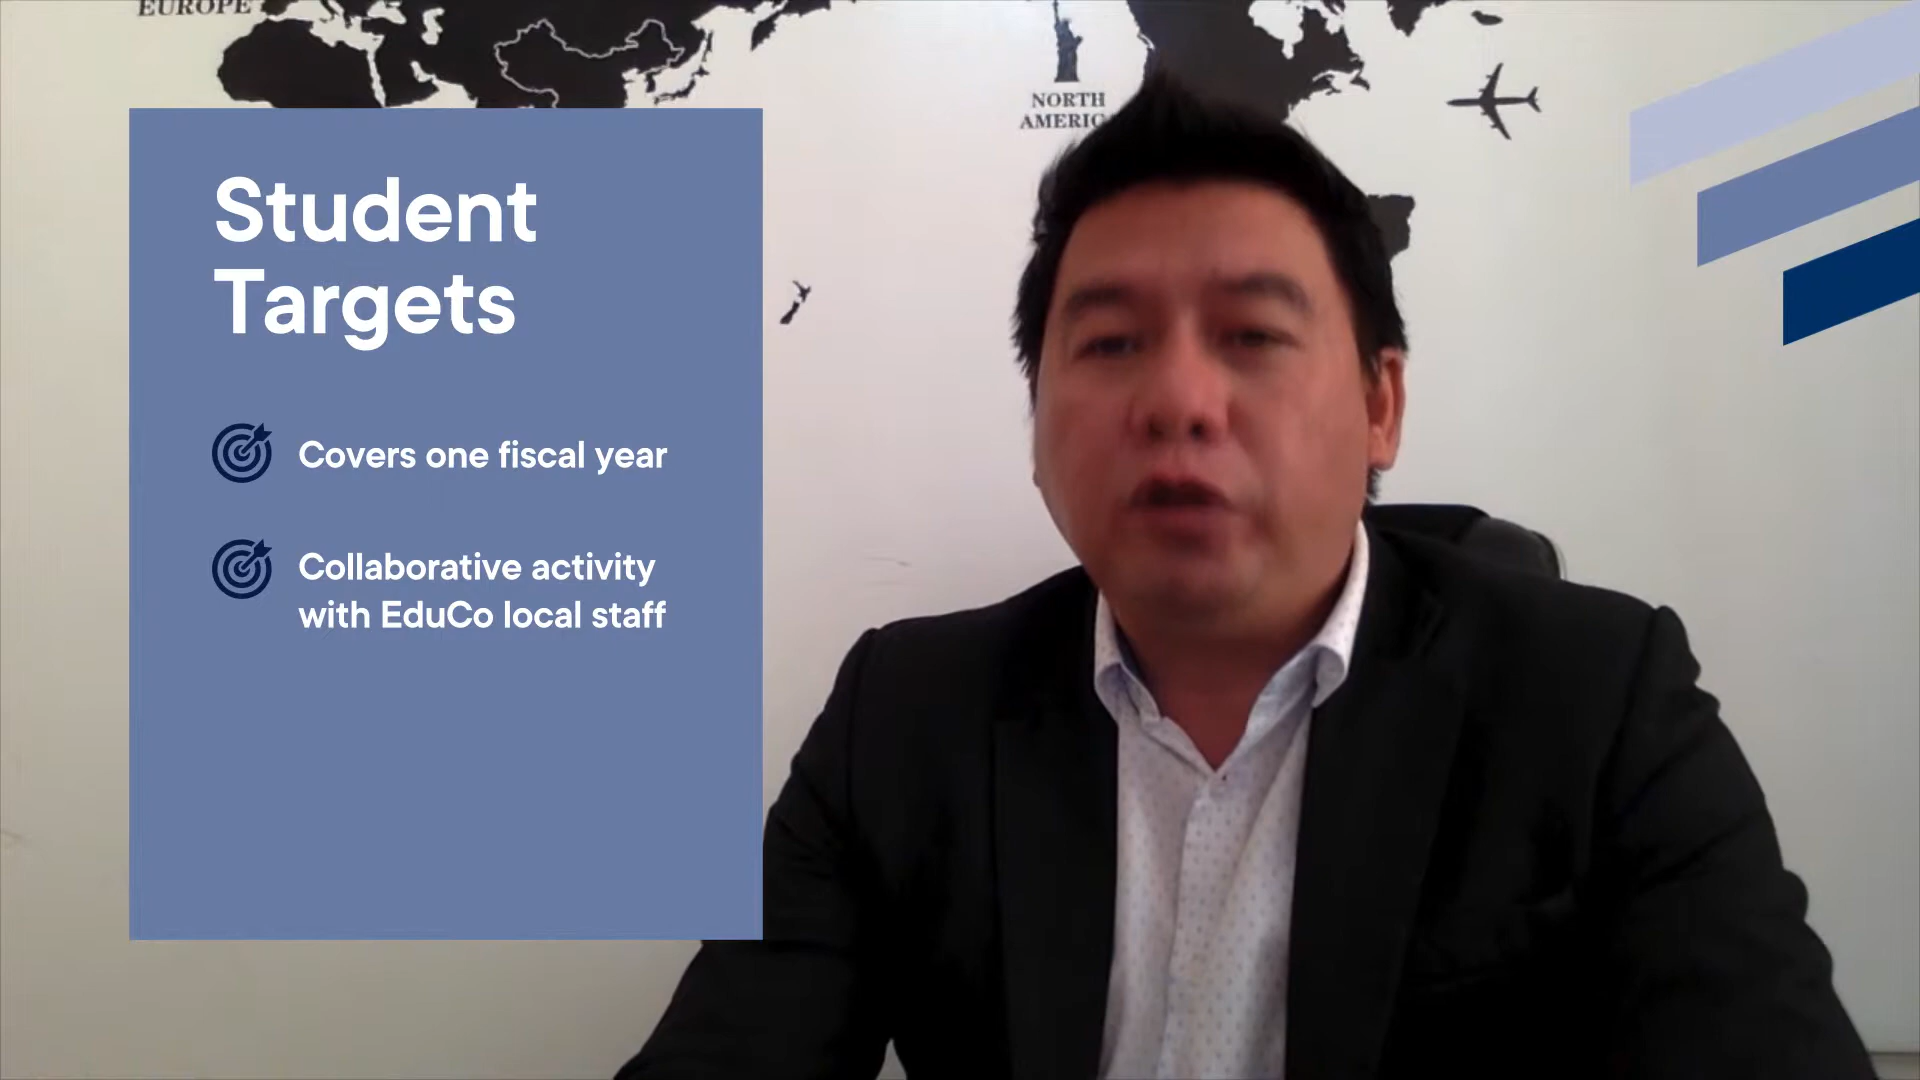 EUROPE
NORTH
AMERIC
Student
Targets
Covers one fiscal year
Collaborative activity
with EduCo local staff